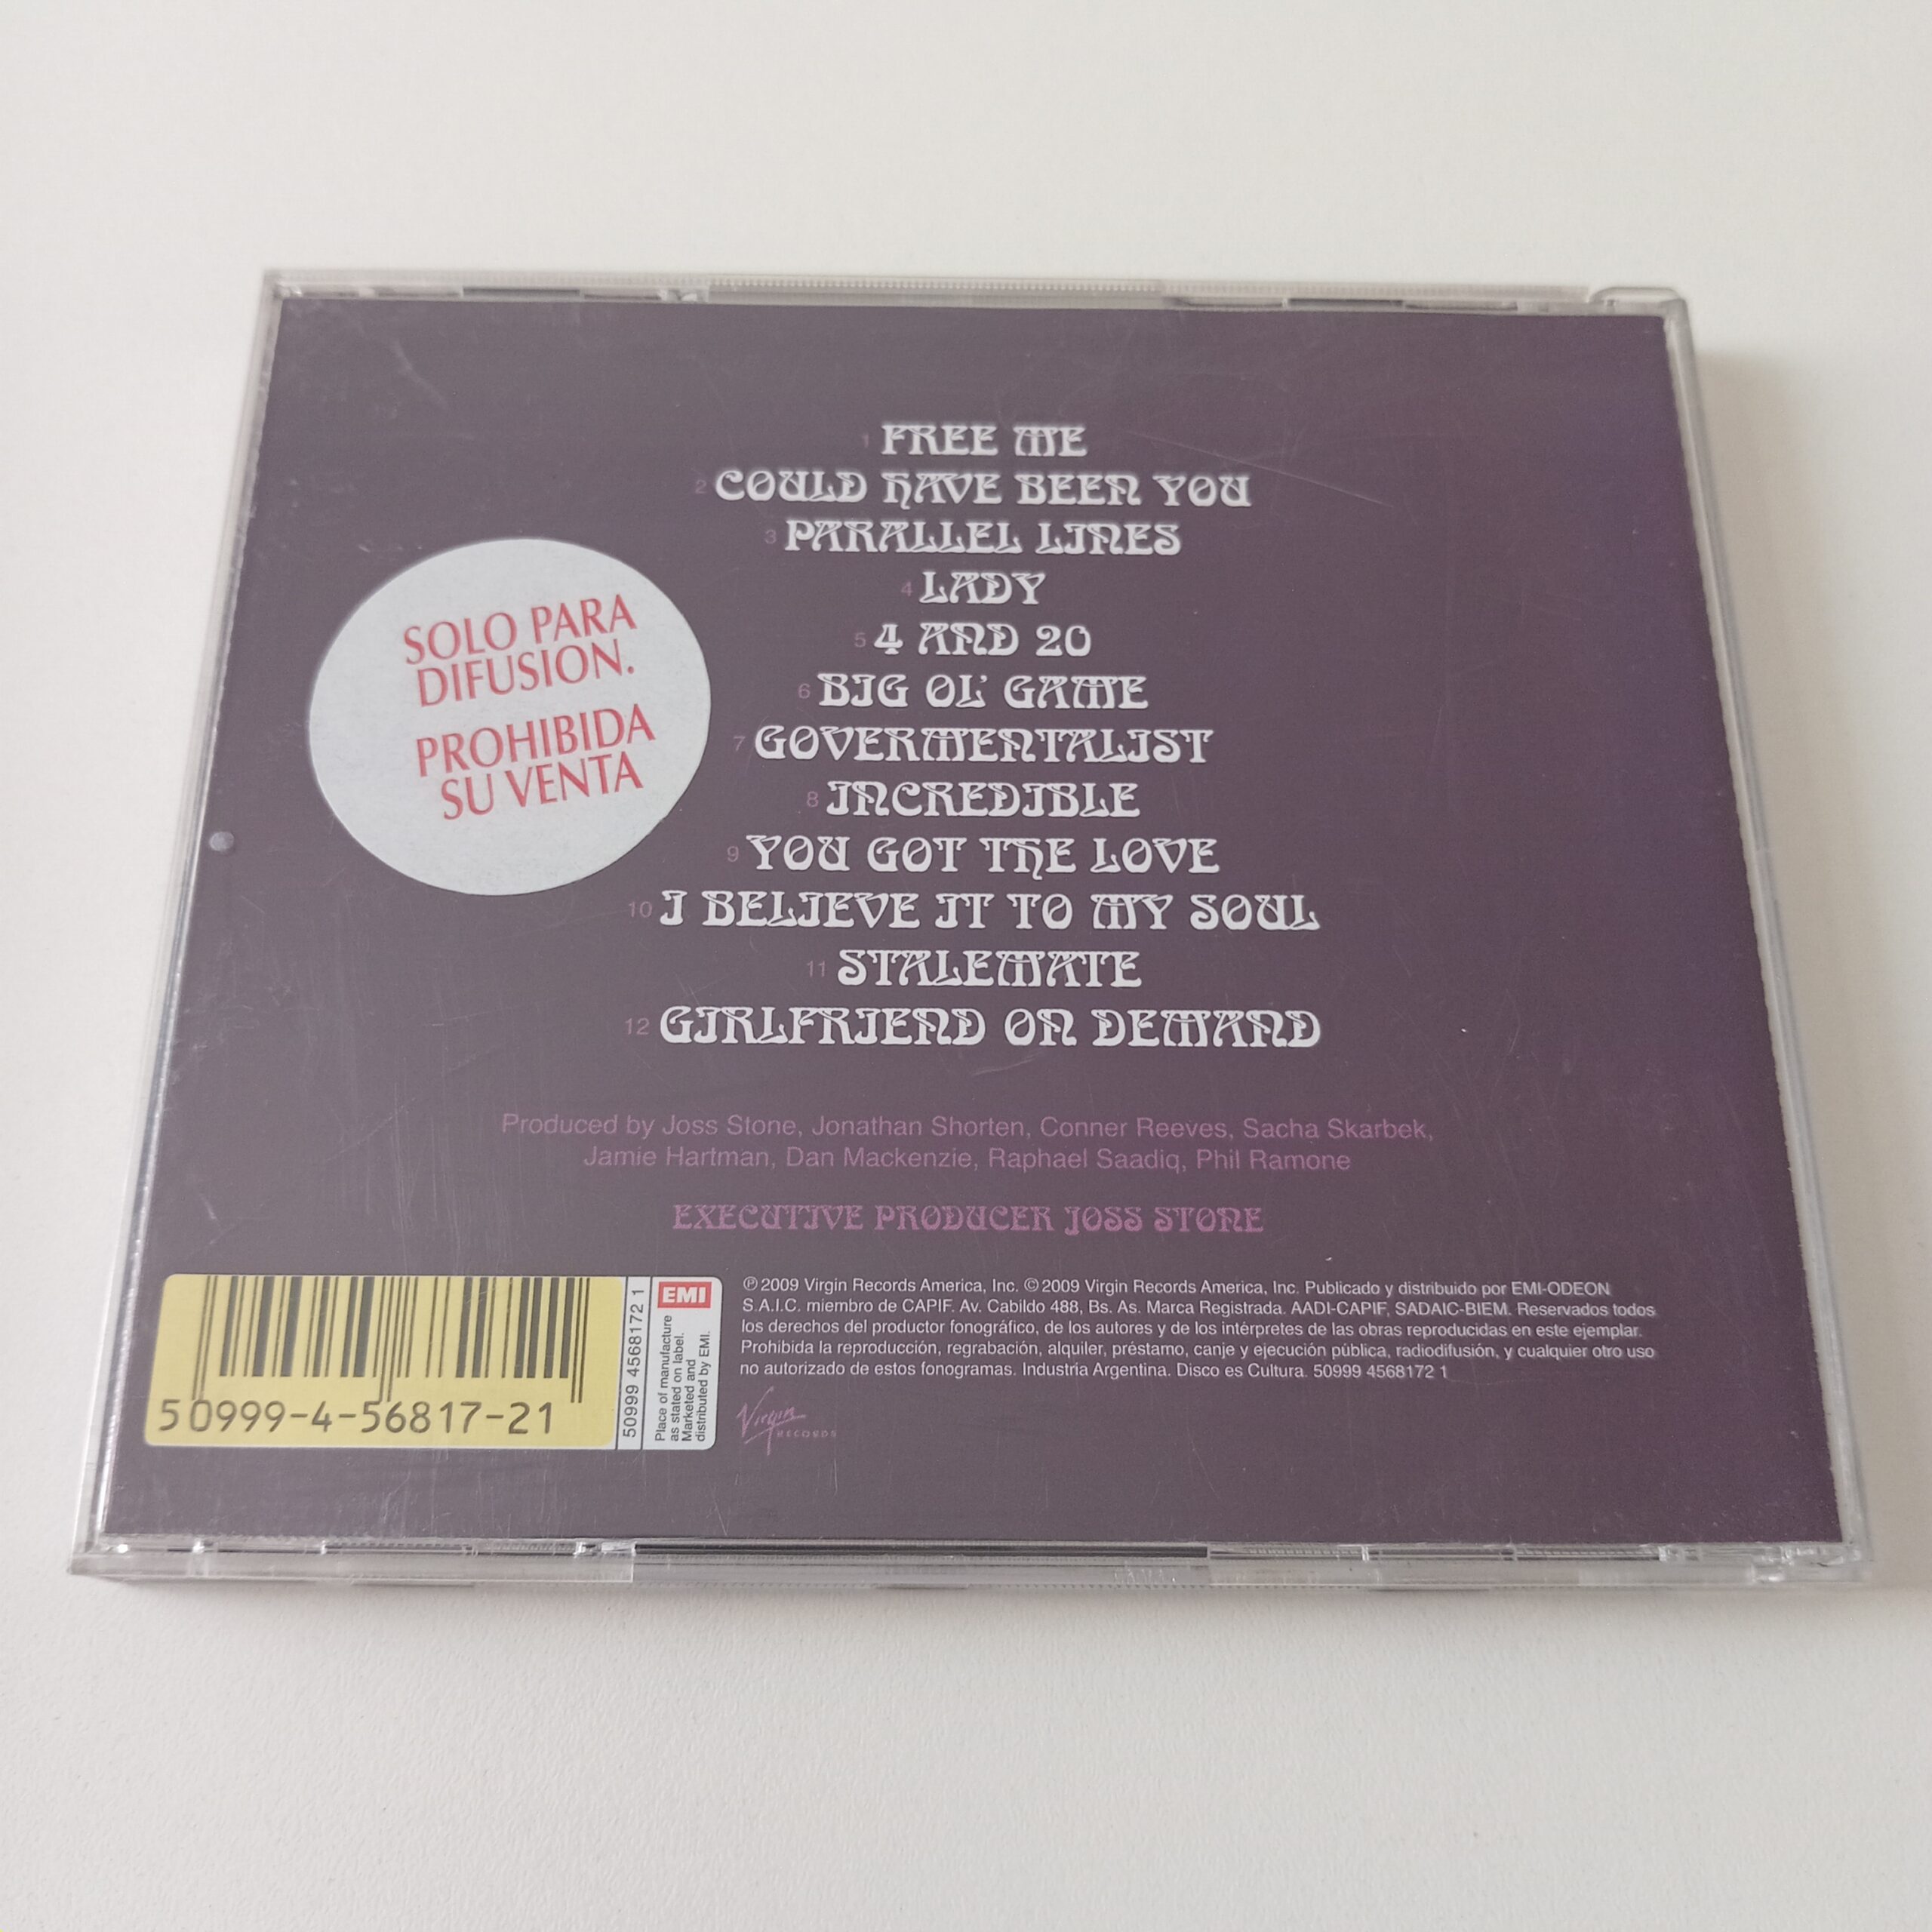 1 FREE ME
2 COULD HAVE BEEN YOU
3 PARALLEL LINES
4 LADY
5 4 AND 20
6 BIG OL' GAME
7 GOVERMENTALIST
8 INCREDIBLE
9 YOU GOT THE LOVE
10 I BELIEVE IT TO MY SOUL
11 STALEMATE
12 GIRLFRIEND ON DEMAND
SOLO PARA
DIFUSION.
PROHIBIDA
SU VENTA
Produced by Joss Stone, Jonathan Shorten, Conner Reeves, Sacha Skarbek,
Jamie Hartman, Dan Mackenzie, Raphael Saadiq, Phil Ramone
EXECUTIVE PRODUCER JOSS STONE
5 0999-4-56817-21
50999 4568172 1
EMI
Place of manufacture
as stated on label.
Marketed and
distributed by EMI.
℗ 2009 Virgin Records America, Inc. © 2009 Virgin Records America, Inc. Publicado y distribuido por EMI-ODEON
S.A.I.C. miembro de CAPIF. Av. Cabildo 488, Bs. As. Marca Registrada. AADI-CAPIF, SADAIC-BIEM. Reservados todos
los derechos del productor fonográfico, de los autores y de los intérpretes de las obras reproducidas en este ejemplar.
Prohibida la reproducción, regrabación, alquiler, préstamo, canje y ejecución pública, radiodifusión, y cualquier otro uso
no autorizado de estos fonogramas. Industria Argentina. Disco es Cultura. 50999 4568172 1
Virgin
RECORDS